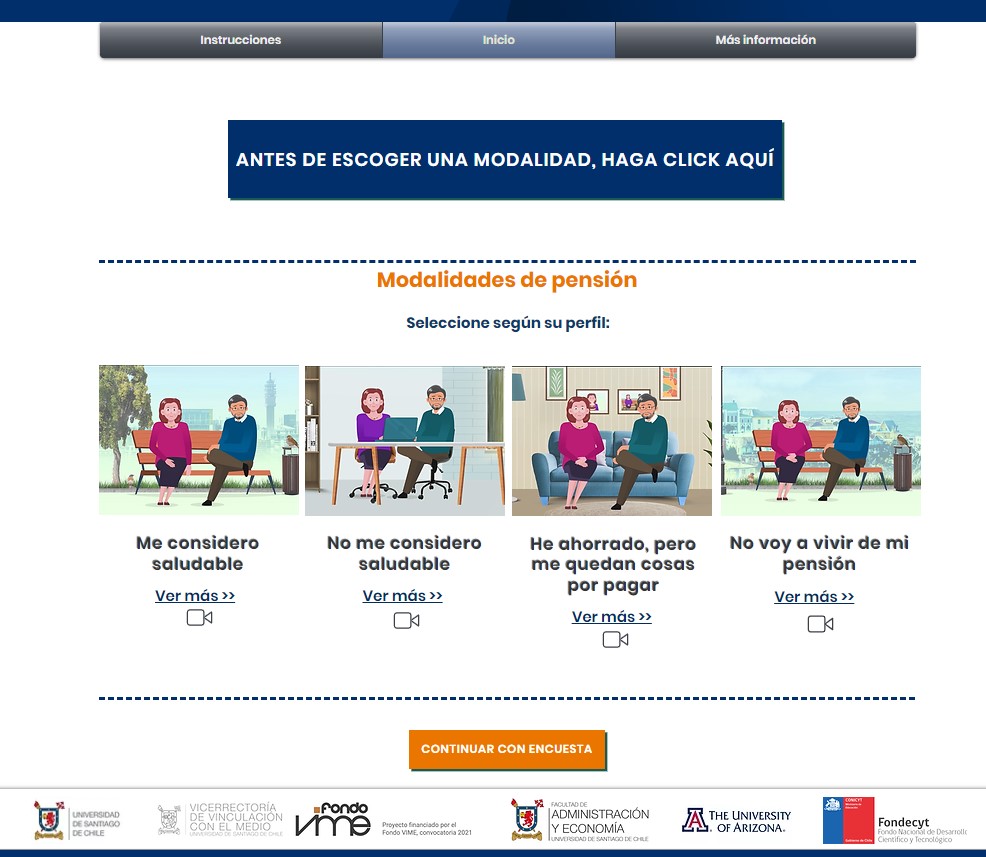 Instrucciones
Inicio
Más información
ANTES DE ESCOGER UNA MODALIDAD, HAGA CLICK AQUÍ
Modalidades de pensión
Seleccione según su perfil:
Me considero
saludable
Ver más >>
No me considero
saludable
Ver más >>
He ahorrado, pero
me quedan cosas
por pagar
Ver más >>
No voy a vivir de mi
pensión
Ver más >>
CONTINUAR CON ENCUESTA
UNIVERSIDAD
DE SANTIAGO
DE CHILE
VICERRECTORÍA
DE VINCULACIÓN
CON EL MEDIO
UNIVERSIDAD DE SANTIAGO DE CHILE
fondo
vime
Proyecto financiado por el
Fondo VIME, convocatoria 2021
FACULTAD DE
ADMINISTRACIÓN
Y ECONOMÍA
UNIVERSIDAD DE SANTIAGO DE CHILE
A
THE UNIVERSITY
OF ARIZONA.
CONICYT
Gobierno de Chile
Fondecyt
Fondo Nacional de Desarrollo
Científico y Tecnológico